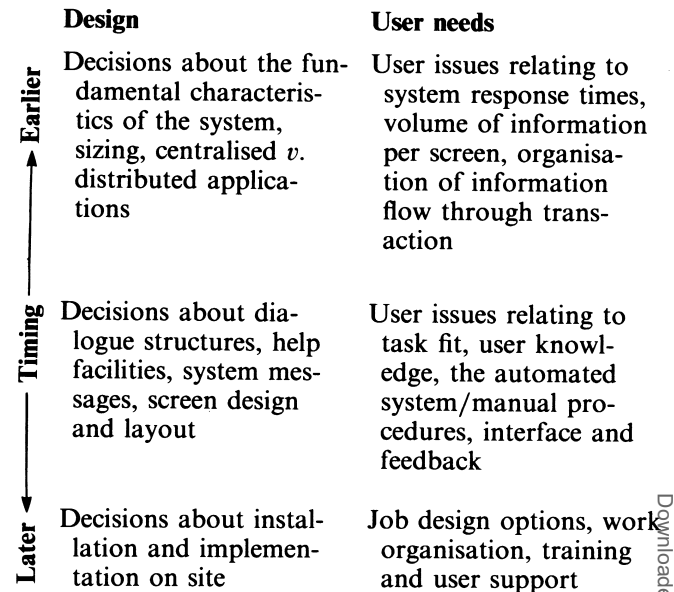 Design
User needs
Earlier
Decisions about the fun-
damental characteris-
tics of the system,
sizing, centralised v.
distributed applica-
tions
User issues relating to
system response times,
volume of information
per screen, organisa-
tion of information
flow through trans-
action
Timing
Decisions about dia-
logue structures, help
facilities, system mes-
sages, screen design
and layout
User issues relating to
task fit, user knowl-
edge, the automated
system/manual pro-
cedures, interface and
feedback
Later
Decisions about instal-
lation and implemen-
tation on site
Job design options, work
organisation, training
and user support